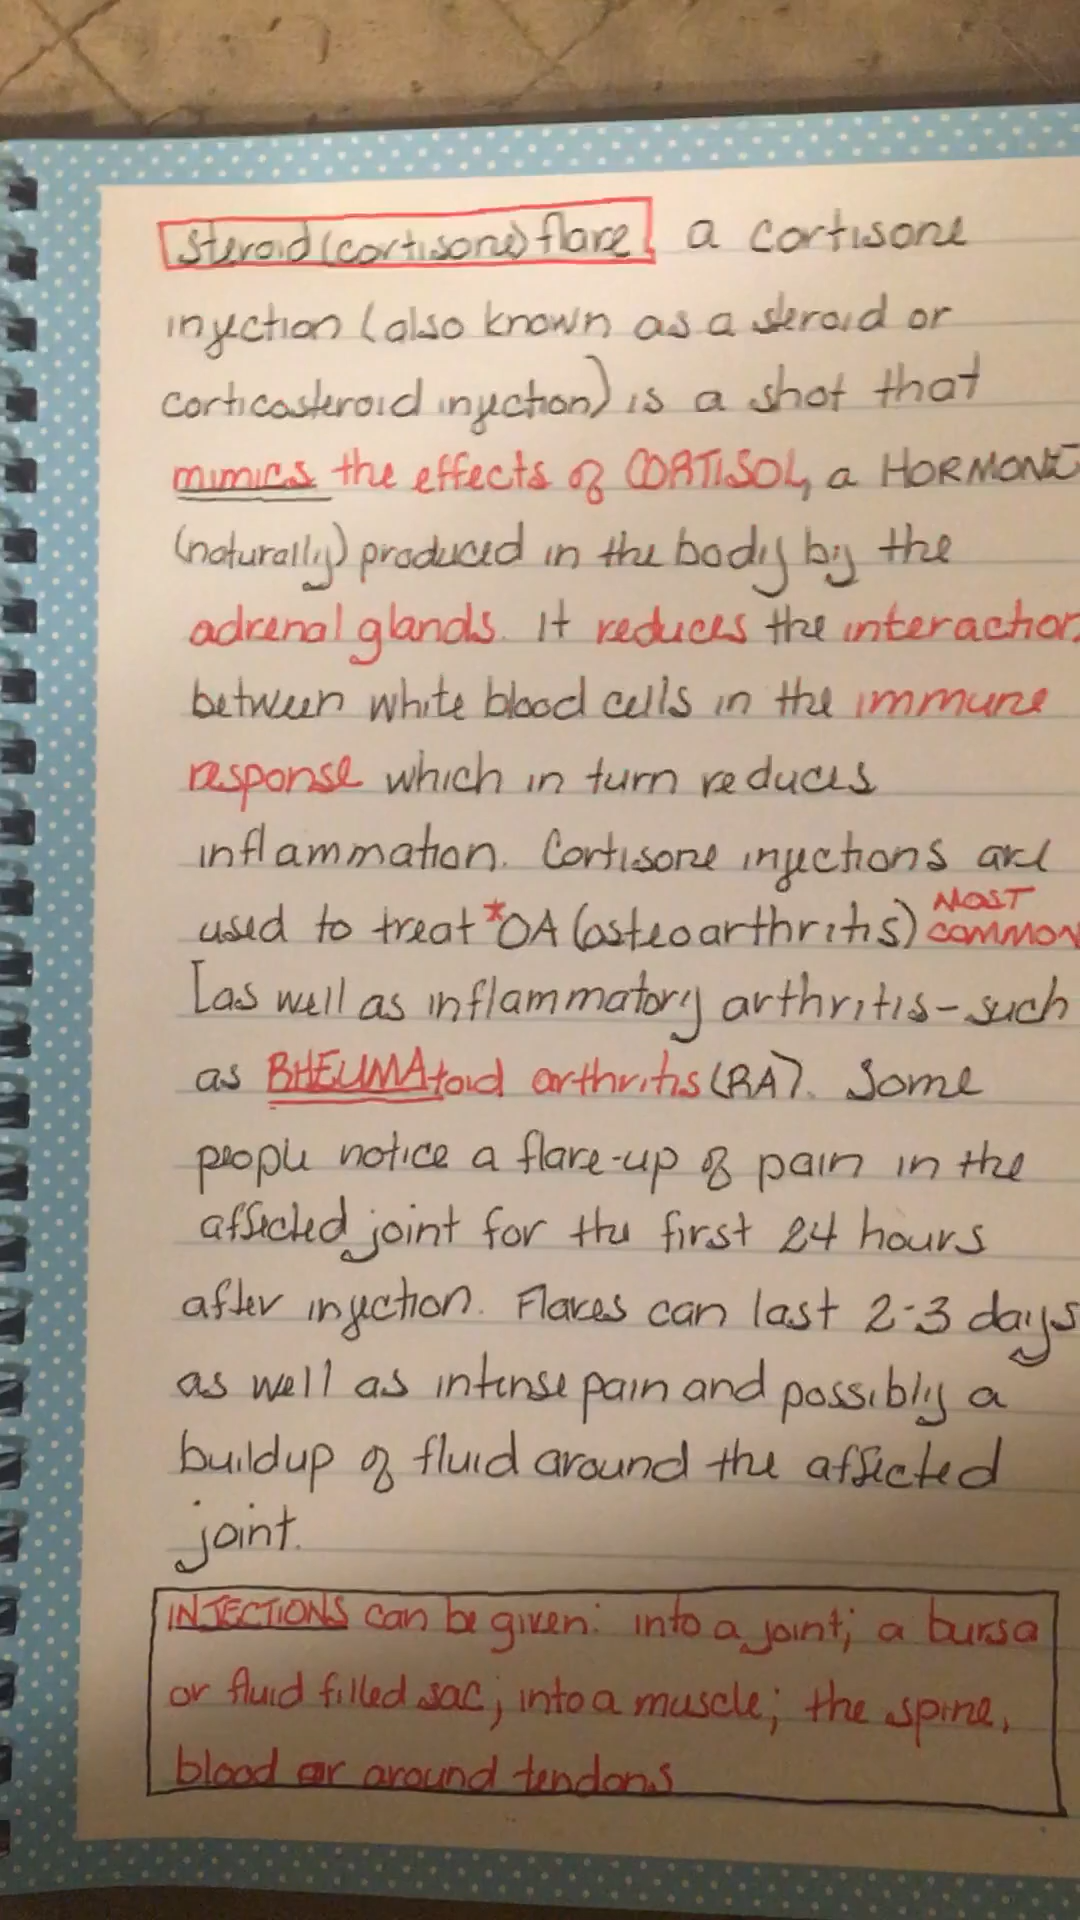 steroid (cortisone) flare, a cortisone
injection (also known as a steroid or
corticosteroid injection) is a shot that
mimics the effects of CORTISOL, a HORMONE
(naturally) produced in the body by the
adrenal glands. It reduces the interaction
between white blood cells in the immune
response which in turn reduces
inflammation. Cortisone injections are
used to treat *OA (osteoarthritis) MOST COMMON
[as well as inflammatory arthritis-such
as RHEUMAtoid arthritis (RA). Some
people notice a flare-up of pain in the
affected joint for the first 24 hours
after injection. Flares can last 2-3 days
as well as intense pain and possibly a
buildup of fluid around the affected
joint.
INJECTIONS can be given: into a joint; a bursa
or fluid filled sac; into a muscle; the spine,
blood or around tendons